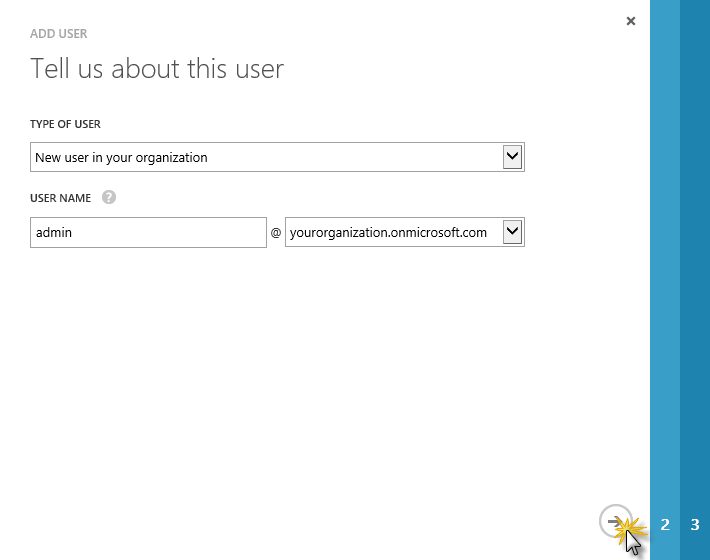 ADD USER
Tell us about this user
TYPE OF USER
New user in your organization
USER NAME ?
admin @ yourorganization.onmicrosoft.com
2 3